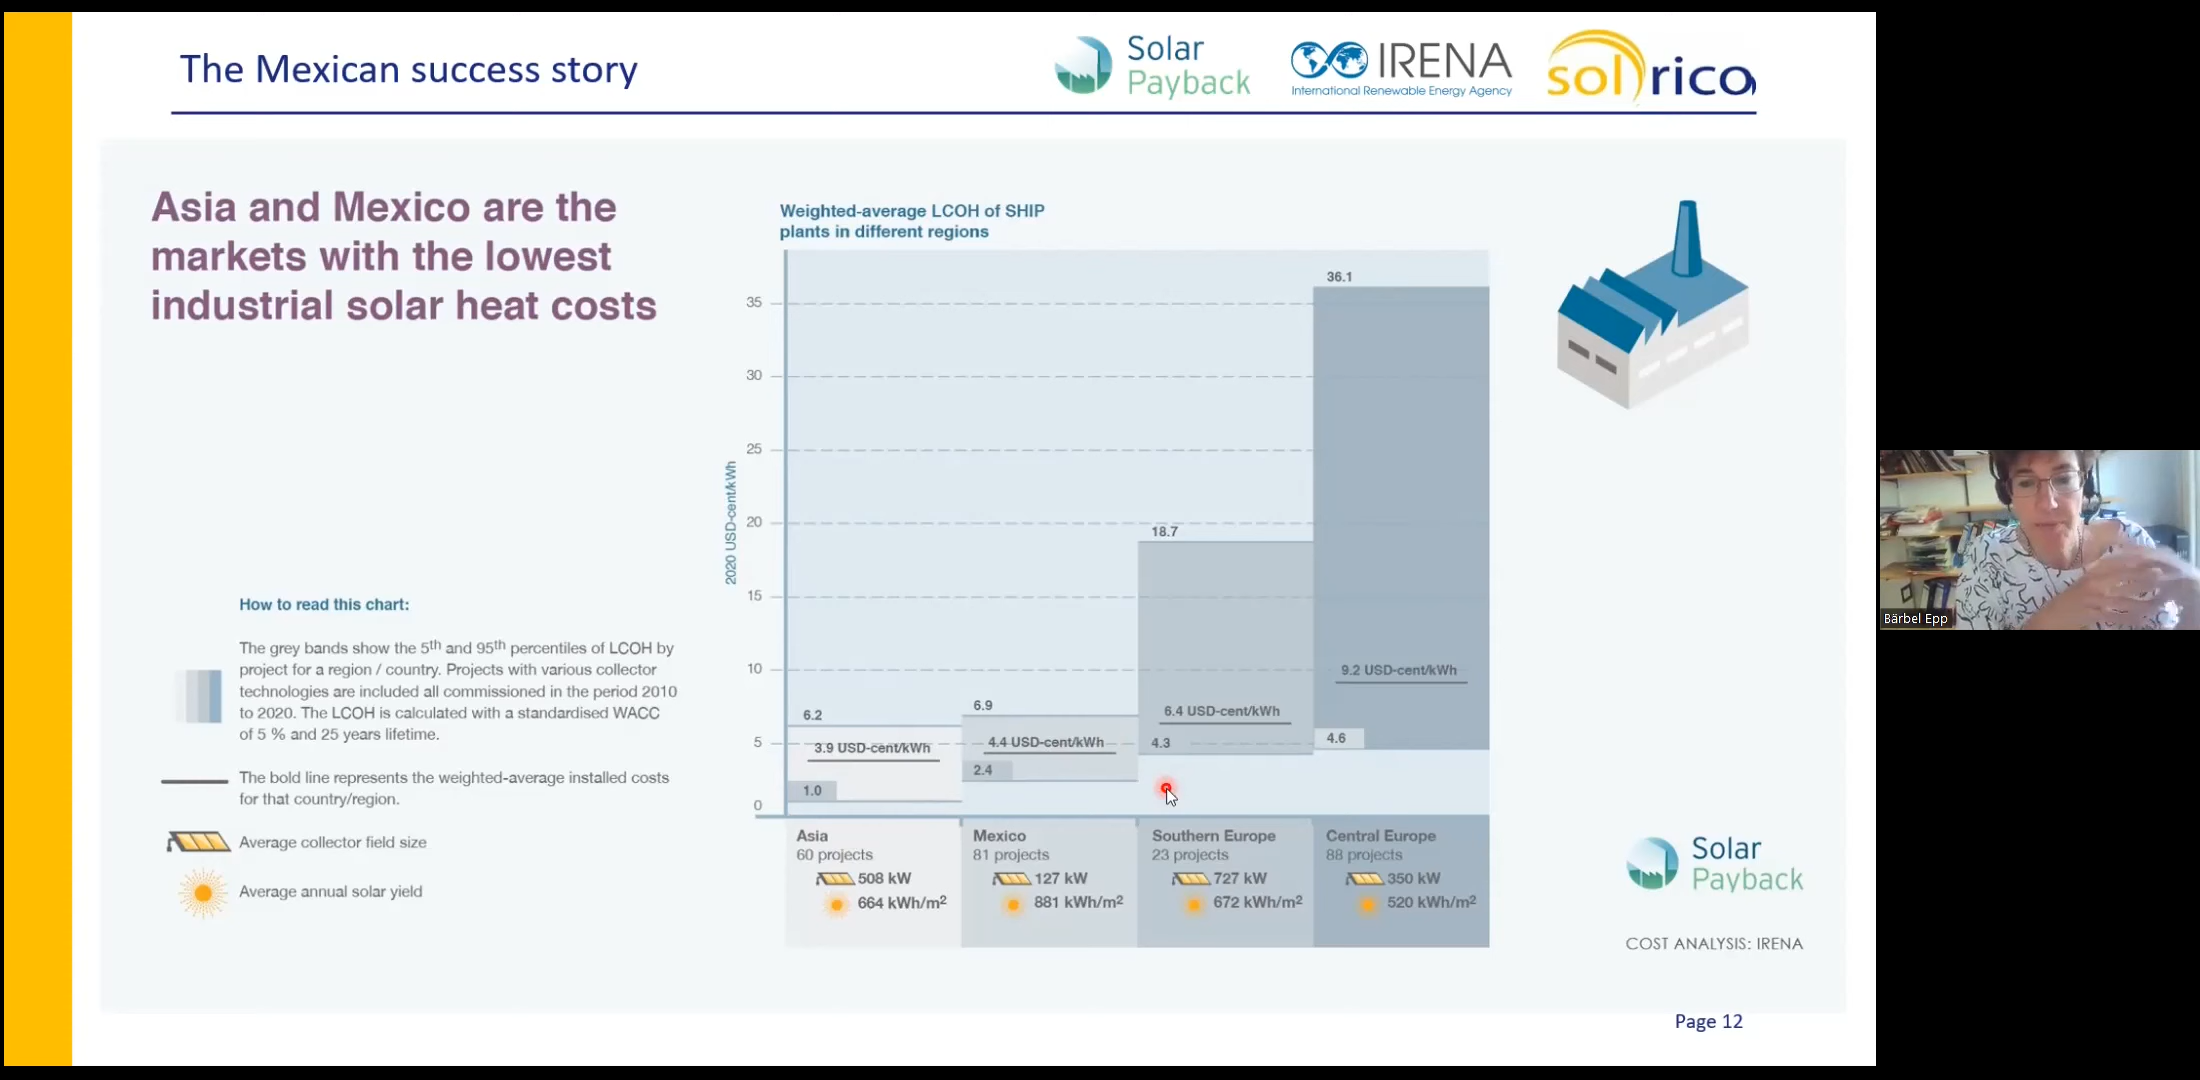 The Mexican success story
Solar
Payback
IRENA
International Renewable Energy Agency
solrico
Asia and Mexico are the
markets with the lowest
industrial solar heat costs
How to read this chart:
The grey bands show the 5th and 95th percentiles of LCOH by
project for a region / country. Projects with various collector
technologies are included all commissioned in the period 2010
to 2020. The LCOH is calculated with a standardised WACC
of 5 % and 25 years lifetime.
The bold line represents the weighted-average installed costs
for that country/region.
Average collector field size
Average annual solar yield
Weighted-average LCOH of SHIP
plants in different regions
2020 USD-cent/kWh
35
30
25
20
15
10
5
0
6.2
3.9 USD-cent/kWh
1.0
6.9
4.4 USD-cent/kWh
2.4
18.7
6.4 USD-cent/kWh
4.3
36.1
9.2 USD-cent/kWh
4.6
Asia
60 projects
508 kW
664 kWh/m2
Mexico
81 projects
127 kW
881 kWh/m2
Southern Europe
23 projects
727 kW
672 kWh/m2
Central Europe
88 projects
350 kW
520 kWh/m2
Solar
Payback
COST ANALYSIS: IRENA
Page 12
Bärbel Epp